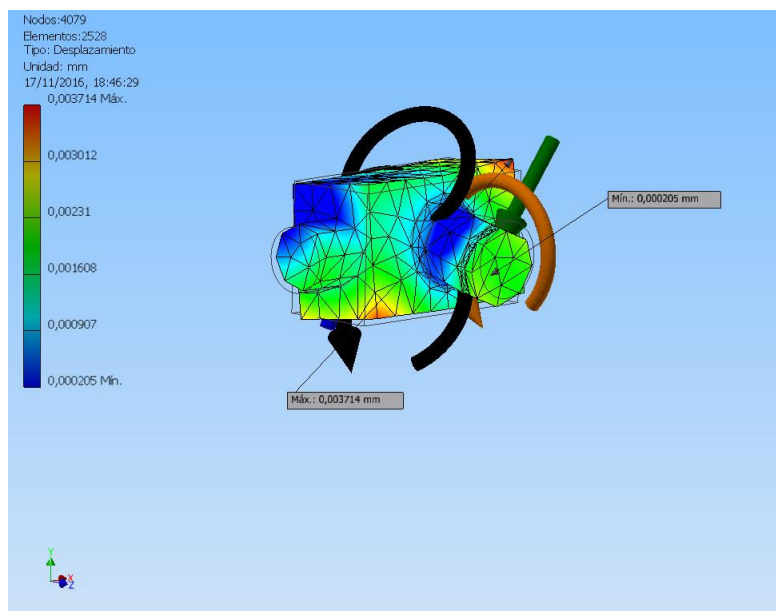 Nodos:4079
Elementos:2528
Tipo: Desplazamiento
Unidad: mm
17/11/2016, 18:46:29
0,003714 Máx.
0,003012
0,00231
0,001608
0,000907
0,000205 Mín.
Mín.: 0,000205 mm
Máx.: 0,003714 mm
Y
X
Z